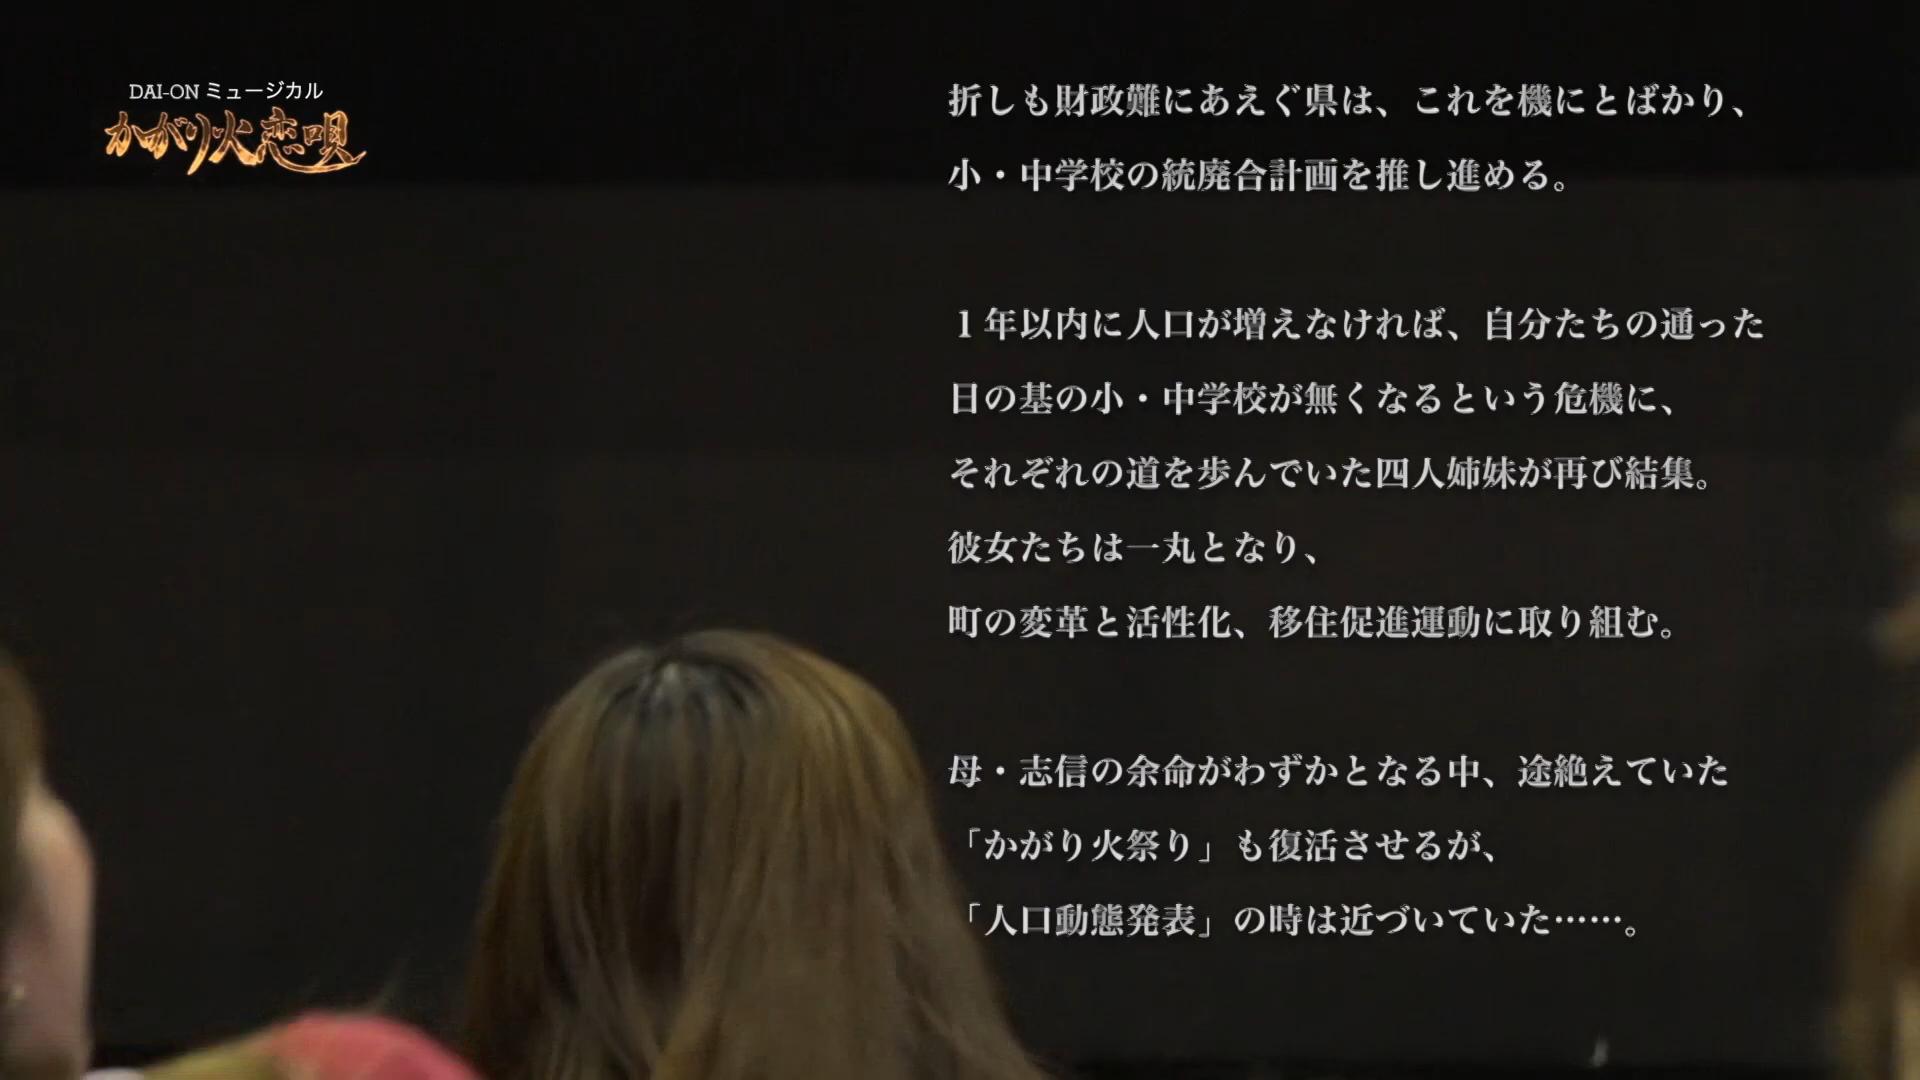 DAI-ON ミュージカル
かがり火恋唄
折しも財政難にあえぐ県は、これを機にとばかり、
小・中学校の統廃合計画を推し進める。
１年以内に人口が増えなければ、自分たちの通った
日の基の小・中学校が無くなるという危機に、
それぞれの道を歩んでいた四人姉妹が再び結集。
彼女たちは一丸となり、
町の変革と活性化、移住促進運動に取り組む。
母・志信の余命がわずかとなる中、途絶えていた
「かがり火祭り」も復活させるが、
「人口動態発表」の時は近づいていた……。